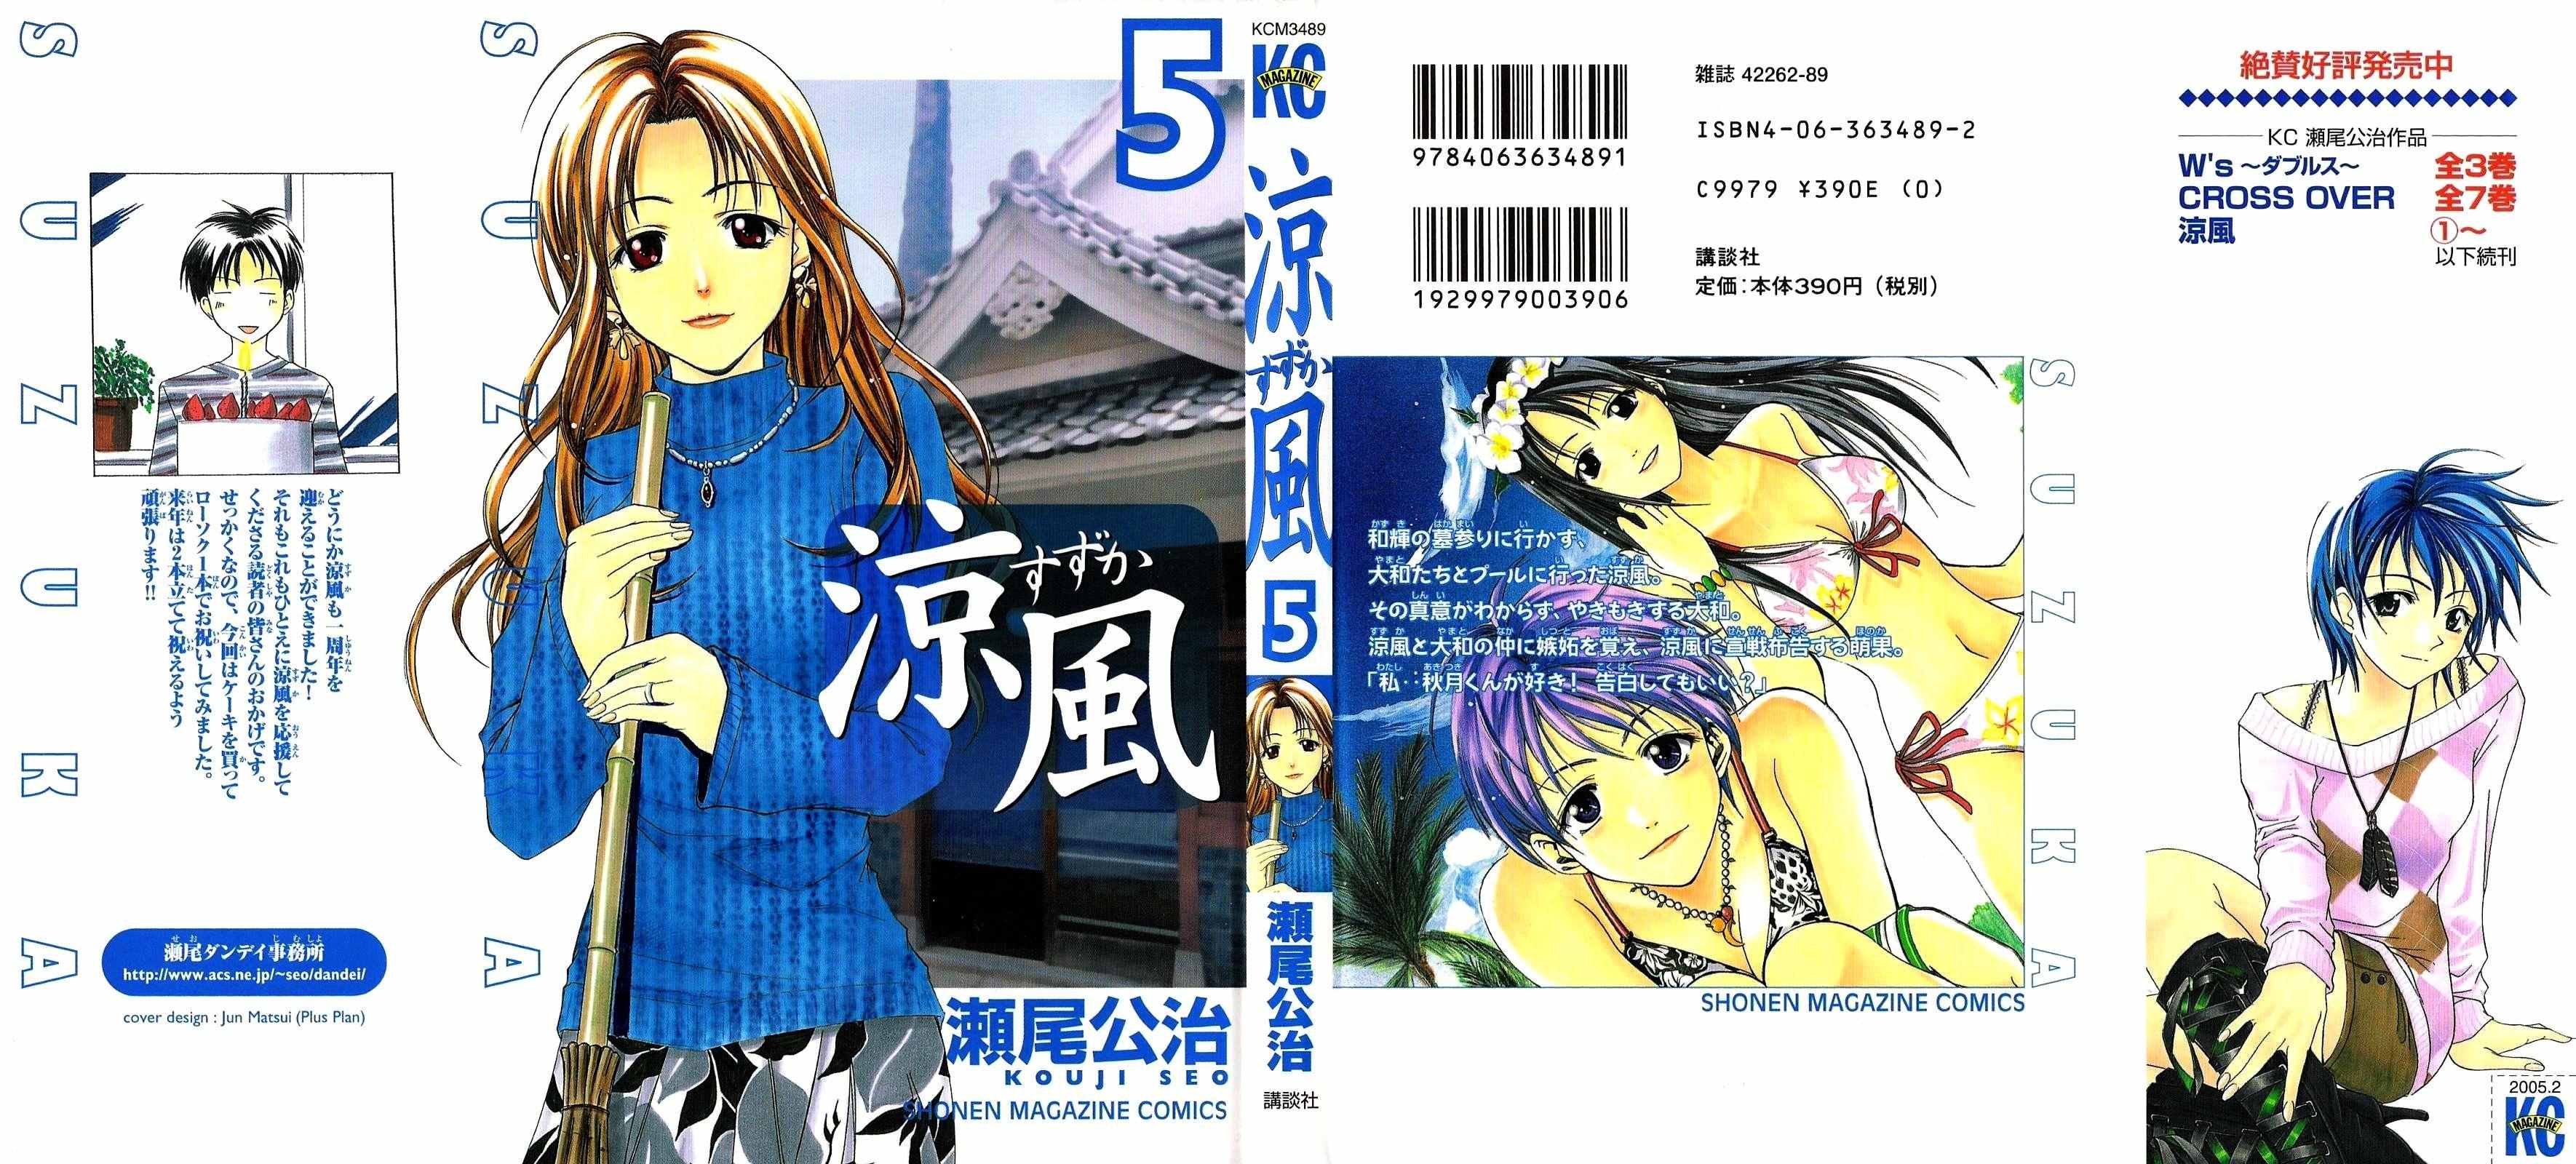 SUZUKA
どうにか涼風も一周年を
迎えることができました！
それもこれもひとえに涼風を応援して
くださる読者の皆さんのおかげです。
せっかくなので、今回はケーキを買って
ローソク1本でお祝いしてみました。
来年は2本立てて祝えるよう
頑張ります!!
瀬尾ダンデイ事務所
http://www.acs.ne.jp/~seo/dandei/
cover design : Jun Matsui (Plus Plan)
SUZUKA
5
涼風
すずか
瀬尾公治
KOUJI SEO
SHONEN MAGAZINE COMICS
KCM3489
KC
MAGAZINE
涼風
すずか
5
瀬尾公治
講談社
9784063634891
1929979003906
雑誌 42262-89
ISBN4-06-363489-2
C9979 ¥390E (0)
講談社
定価：本体390円（税別）
和輝の墓参りに行かず、
大和たちとプールに行った涼風。
その真意がわからず、やきもきする大和。
涼風と大和の仲に嫉妬を覚え、涼風に宣戦布告する萌果。
「私‥秋月くんが好き！ 告白してもいい？」
SUZUKA
SHONEN MAGAZINE COMICS
絶賛好評発売中
KC 瀬尾公治作品
W's ～ダブルス～ 全3巻
CROSS OVER 全7巻
涼風 ①～
以下続刊
2005.2
KC
MAGAZINE